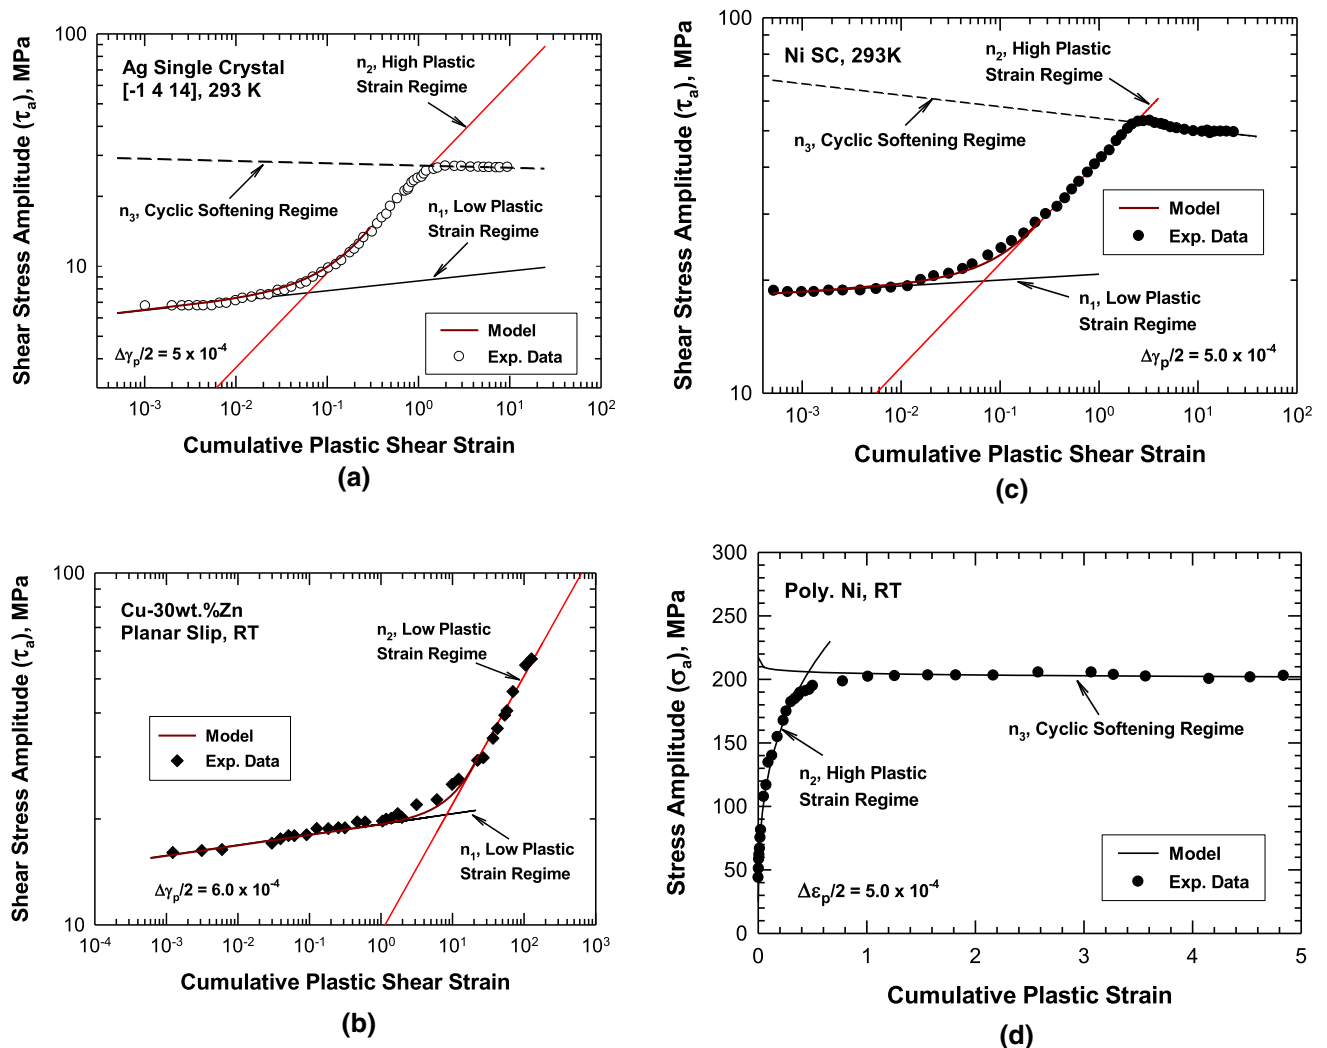 100
Ag Single Crystal
[-1 4 14], 293 K
n2, High Plastic
Strain Regime
n3, Cyclic Softening Regime
n1, Low Plastic
Strain Regime
10
Model
Exp. Data
Δγp/2 = 5 x 10-4
10-3 10-2 10-1 100 101 102
Shear Stress Amplitude (τa), MPa
Cumulative Plastic Shear Strain
(a)
100
Ni SC, 293K
n2, High Plastic
Strain Regime
n3, Cyclic Softening Regime
Model
Exp. Data
n1, Low Plastic
Strain Regime
Δγp/2 = 5.0 x 10-4
10
10-3 10-2 10-1 100 101 102
Shear Stress Amplitude (τa), MPa
Cumulative Plastic Shear Strain
(c)
100
Cu-30wt.%Zn
Planar Slip, RT
n2, Low Plastic
Strain Regime
Model
Exp. Data
n1, Low Plastic
Strain Regime
Δγp/2 = 6.0 x 10-4
10
10-4 10-3 10-2 10-1 100 101 102 103
Shear Stress Amplitude (τa), MPa
Cumulative Plastic Shear Strain
(b)
300
250
200
150
100
50
0
Poly. Ni, RT
n3, Cyclic Softening Regime
n2, High Plastic
Strain Regime
Model
Exp. Data
Δεp/2 = 5.0 x 10-4
0 1 2 3 4 5
Stress Amplitude (σa), MPa
Cumulative Plastic Strain
(d)